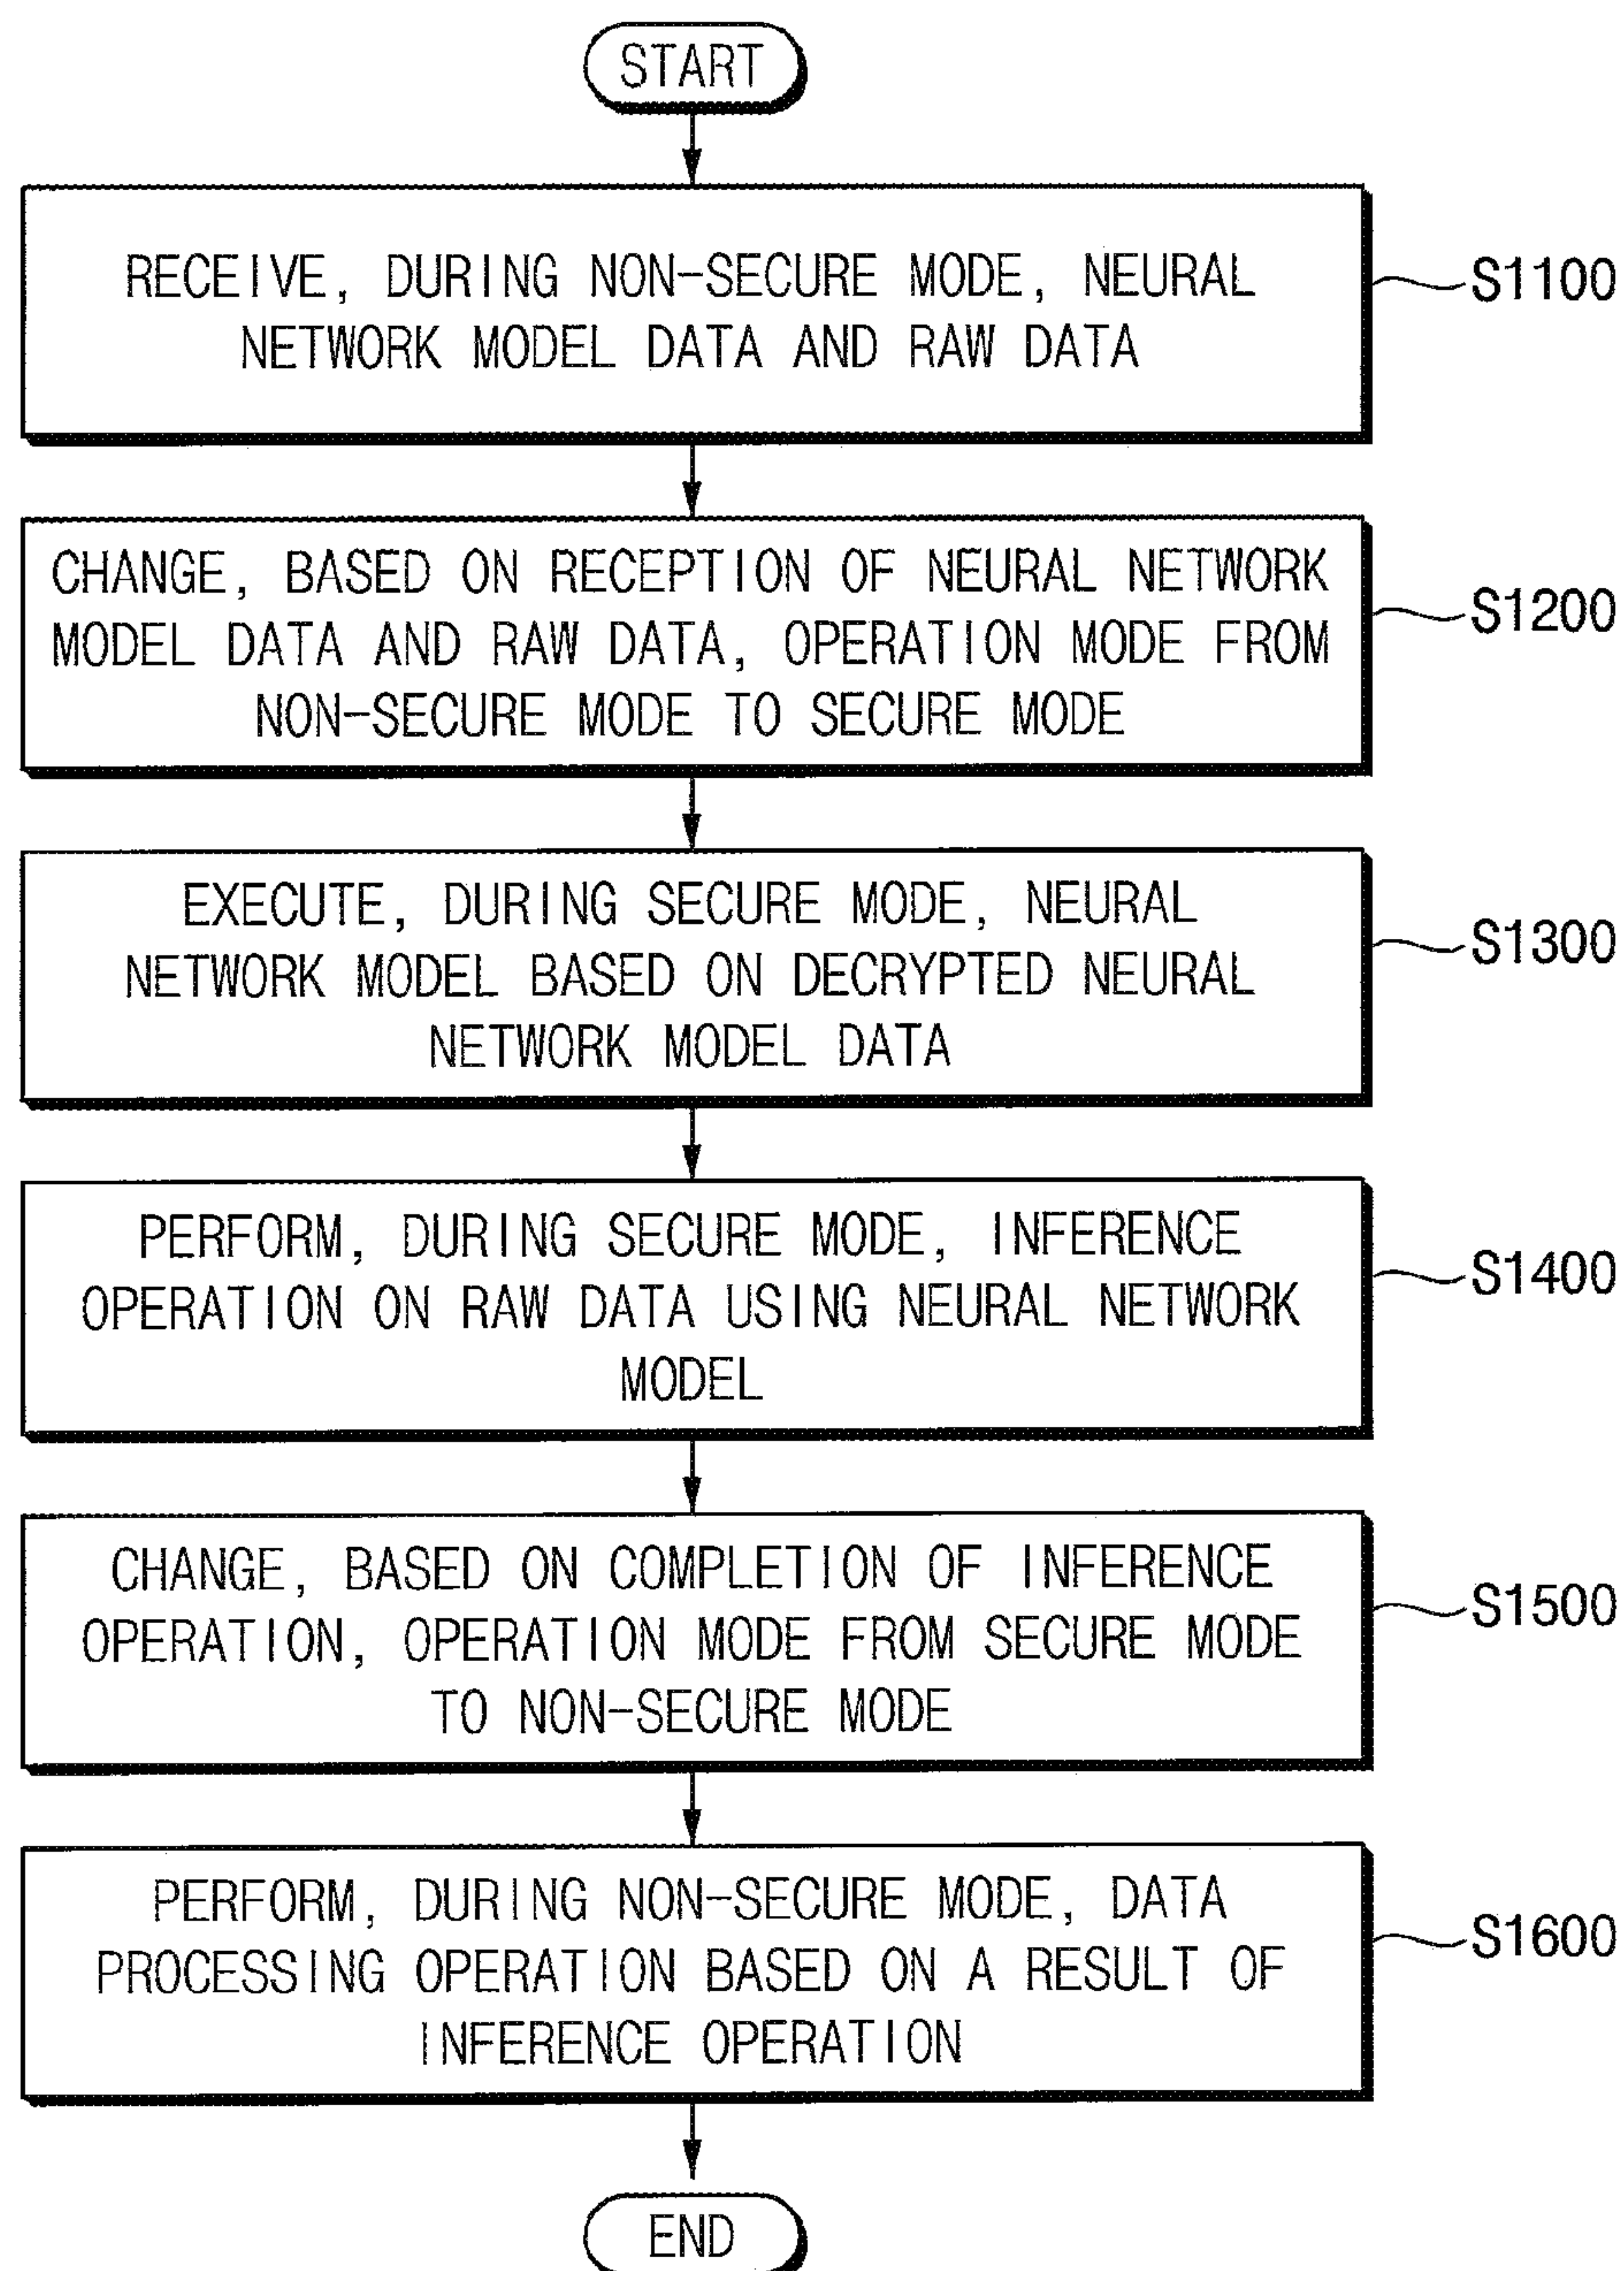 START
RECEIVE, DURING NON-SECURE MODE, NEURAL
NETWORK MODEL DATA AND RAW DATA
S1100
CHANGE, BASED ON RECEPTION OF NEURAL NETWORK
MODEL DATA AND RAW DATA, OPERATION MODE FROM
NON-SECURE MODE TO SECURE MODE
S1200
EXECUTE, DURING SECURE MODE, NEURAL
NETWORK MODEL BASED ON DECRYPTED NEURAL
NETWORK MODEL DATA
S1300
PERFORM, DURING SECURE MODE, INFERENCE
OPERATION ON RAW DATA USING NEURAL NETWORK
MODEL
S1400
CHANGE, BASED ON COMPLETION OF INFERENCE
OPERATION, OPERATION MODE FROM SECURE MODE
TO NON-SECURE MODE
S1500
PERFORM, DURING NON-SECURE MODE, DATA
PROCESSING OPERATION BASED ON A RESULT OF
INFERENCE OPERATION
S1600
END